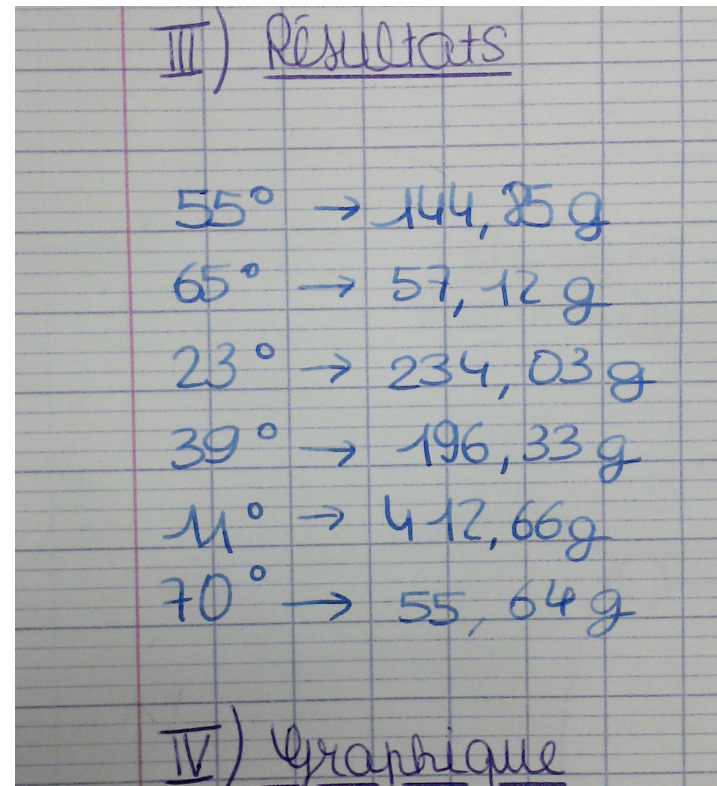 III) Résultats
55° → 144,85 g
65° → 57,12 g
23° → 234,03 g
39° → 196,33 g
11° → 412,66g
70° → 55,64 g
IV) Graphique